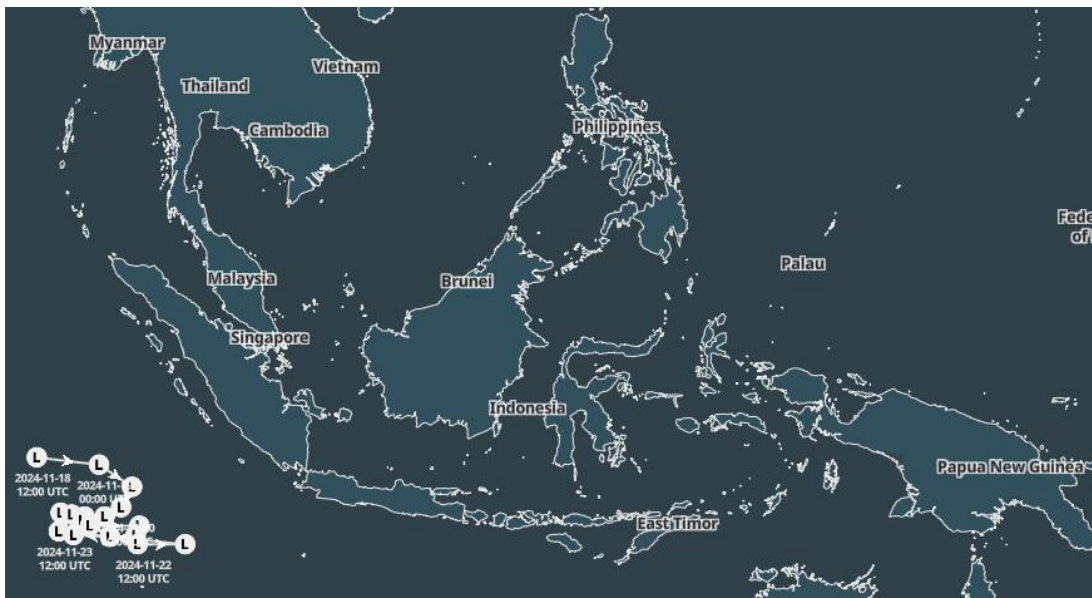 Myanmar
Vietnam
Thailand
Cambodia
Philippines
Fede
of
Palau
Malaysia
Brunei
Singapore
Indonesia
L
L
2024-11-18
12:00 UTC
2024-11-
00:00 UT
L
Papua New Guinea
L
L
L
L
L
L
L
East Timor
L
L
L
L
L
2024-11-23
12:00 UTC
2024-11-22
12:00 UTC